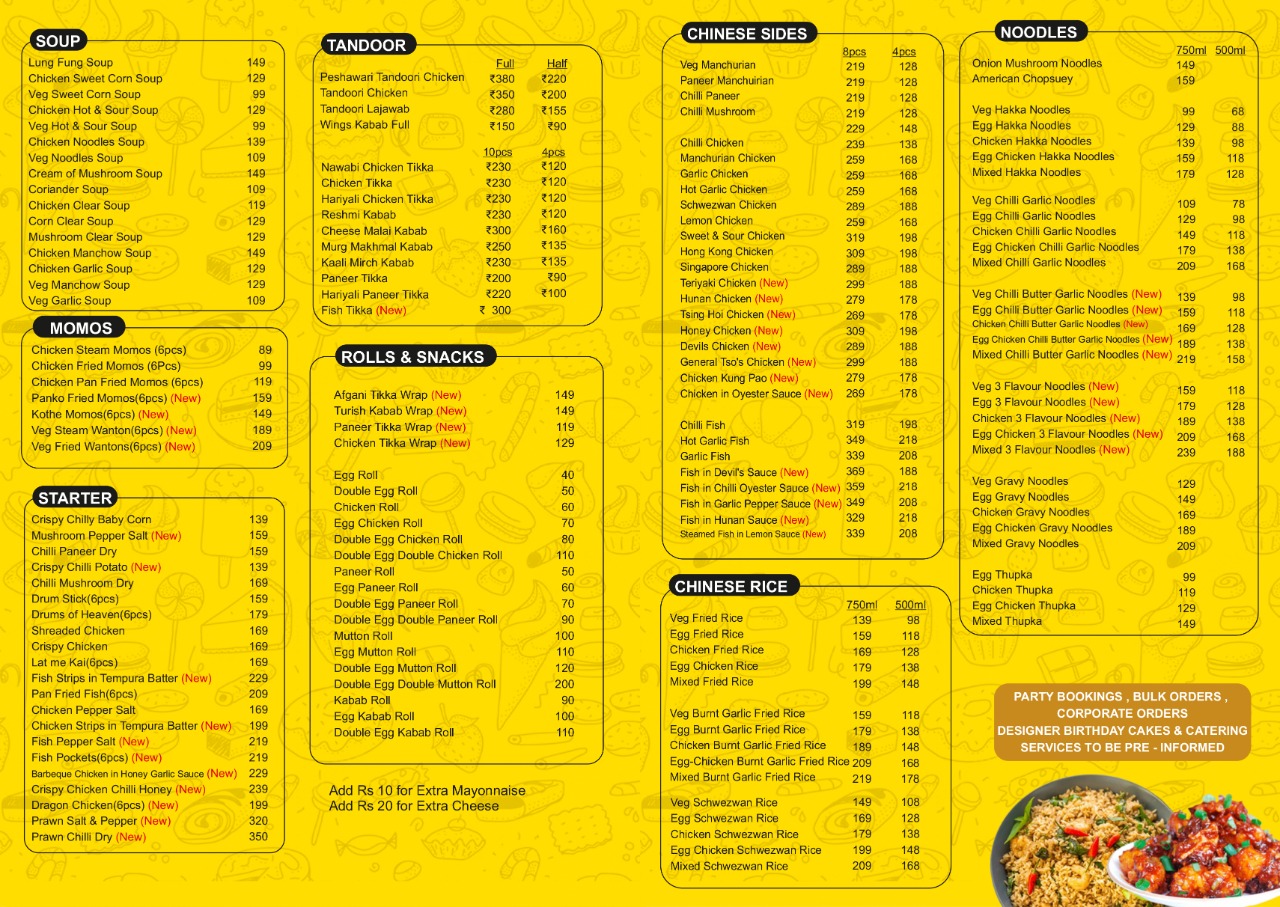 SOUP
Lung Fung Soup 149
Chicken Sweet Corn Soup 129
Veg Sweet Corn Soup 99
Chicken Hot & Sour Soup 129
Veg Hot & Sour Soup 99
Chicken Noodles Soup 139
Veg Noodles Soup 109
Cream of Mushroom Soup 149
Coriander Soup 109
Chicken Clear Soup 119
Corn Clear Soup 129
Mushroom Clear Soup 129
Chicken Manchow Soup 149
Chicken Garlic Soup 129
Veg Manchow Soup 129
Veg Garlic Soup 109
MOMOS
Chicken Steam Momos (6pcs) 89
Chicken Fried Momos (6Pcs) 99
Chicken Pan Fried Momos (6pcs) 119
Panko Fried Momos(6pcs) (New) 159
Kothe Momos(6pcs) (New) 149
Veg Steam Wanton(6pcs) (New) 189
Veg Fried Wantons(6pcs) (New) 209
STARTER
Crispy Chilly Baby Corn 139
Mushroom Pepper Salt (New) 159
Chilli Paneer Dry 159
Crispy Chilli Potato (New) 139
Chilli Mushroom Dry 169
Drum Stick(6pcs) 159
Drums of Heaven(6pcs) 179
Shreaded Chicken 169
Crispy Chicken 169
Lat me Kai(6pcs) 169
Fish Strips in Tempura Batter (New) 229
Pan Fried Fish(6pcs) 209
Chicken Pepper Salt 169
Chicken Strips in Tempura Batter (New) 199
Fish Pepper Salt (New) 219
Fish Pockets(6pcs) (New) 219
Barbeque Chicken in Honey Garlic Sauce (New) 229
Crispy Chicken Chilli Honey (New) 239
Dragon Chicken(6pcs) (New) 199
Prawn Salt & Pepper (New) 320
Prawn Chilli Dry (New) 350
TANDOOR
Full Half
Peshawari Tandoori Chicken ₹380 ₹220
Tandoori Chicken ₹350 ₹200
Tandoori Lajawab ₹280 ₹155
Wings Kabab Full ₹150 ₹90
10pcs 4pcs
Nawabi Chicken Tikka ₹230 ₹120
Chicken Tikka ₹230 ₹120
Hariyali Chicken Tikka ₹230 ₹120
Reshmi Kabab ₹230 ₹120
Cheese Malai Kabab ₹300 ₹160
Murg Makhmal Kabab ₹250 ₹135
Kaali Mirch Kabab ₹230 ₹135
Paneer Tikka ₹200 ₹90
Hariyali Paneer Tikka ₹220 ₹100
Fish Tikka (New) ₹ 300
ROLLS & SNACKS
Afgani Tikka Wrap (New) 149
Turish Kabab Wrap (New) 149
Paneer Tikka Wrap (New) 119
Chicken Tikka Wrap (New) 129
Egg Roll 40
Double Egg Roll 50
Chicken Roll 60
Egg Chicken Roll 70
Double Egg Chicken Roll 80
Double Egg Double Chicken Roll 110
Paneer Roll 50
Egg Paneer Roll 60
Double Egg Paneer Roll 70
Double Egg Double Paneer Roll 90
Mutton Roll 100
Egg Mutton Roll 110
Double Egg Mutton Roll 120
Double Egg Double Mutton Roll 200
Kabab Roll 90
Egg Kabab Roll 100
Double Egg Kabab Roll 110
Add Rs 10 for Extra Mayonnaise
Add Rs 20 for Extra Cheese
CHINESE SIDES
8pcs 4pcs
Veg Manchurian 219 128
Paneer Manchuirian 219 128
Chilli Paneer 219 128
Chilli Mushroom 219 128
229 148
Chilli Chicken 239 138
Manchurian Chicken 259 168
Garlic Chicken 259 168
Hot Garlic Chicken 259 168
Schwezwan Chicken 289 188
Lemon Chicken 259 168
Sweet & Sour Chicken 319 198
Hong Kong Chicken 309 198
Singapore Chicken 289 188
Teriyaki Chicken (New) 299 188
Hunan Chicken (New) 279 178
Tsing Hoi Chicken (New) 269 178
Honey Chicken (New) 309 198
Devils Chicken (New) 289 188
General Tso's Chicken (New) 299 188
Chicken Kung Pao (New) 279 178
Chicken in Oyester Sauce (New) 269 178
Chilli Fish 319 198
Hot Garlic Fish 349 218
Garlic Fish 339 208
Fish in Devil's Sauce (New) 369 188
Fish in Chilli Oyester Sauce (New) 359 218
Fish in Garlic Pepper Sauce (New) 349 208
Fish in Hunan Sauce (New) 329 218
Steamed Fish in Lemon Sauce (New) 339 208
CHINESE RICE
750ml 500ml
Veg Fried Rice 139 98
Egg Fried Rice 159 118
Chicken Fried Rice 169 128
Egg Chicken Rice 179 138
Mixed Fried Rice 199 148
Veg Burnt Garlic Fried Rice 159 118
Egg Burnt Garlic Fried Rice 179 138
Chicken Burnt Garlic Fried Rice 189 148
Egg-Chicken Burnt Garlic Fried Rice 209 168
Mixed Burnt Garlic Fried Rice 219 178
Veg Schwezwan Rice 149 108
Egg Schwezwan Rice 169 128
Chicken Schwezwan Rice 179 138
Egg Chicken Schwezwan Rice 199 148
Mixed Schwezwan Rice 209 168
NOODLES
750ml 500ml
Onion Mushroom Noodles 149
American Chopsuey 159
Veg Hakka Noodles 99 68
Egg Hakka Noodles 129 88
Chicken Hakka Noodles 139 98
Egg Chicken Hakka Noodles 159 118
Mixed Hakka Noodles 179 128
Veg Chilli Garlic Noodles 109 78
Egg Chilli Garlic Noodles 129 98
Chicken Chilli Garlic Noodles 149 118
Egg Chicken Chilli Garlic Noodles 179 138
Mixed Chilli Garlic Noodles 209 168
Veg Chilli Butter Garlic Noodles (New) 139 98
Egg Chilli Butter Garlic Noodles (New) 159 118
Chicken Chilli Butter Garlic Noodles (New) 169 128
Egg Chicken Chilli Butter Garlic Noodles (New) 189 138
Mixed Chilli Butter Garlic Noodles (New) 219 158
Veg 3 Flavour Noodles (New) 159 118
Egg 3 Flavour Noodles (New) 179 128
Chicken 3 Flavour Noodles (New) 189 138
Egg Chicken 3 Flavour Noodles (New) 209 168
Mixed 3 Flavour Noodles (New) 239 188
Veg Gravy Noodles 129
Egg Gravy Noodles 149
Chicken Gravy Noodles 169
Egg Chicken Gravy Noodles 189
Mixed Gravy Noodles 209
Egg Thupka 99
Chicken Thupka 119
Egg Chicken Thupka 129
Mixed Thupka 149
PARTY BOOKINGS , BULK ORDERS ,
CORPORATE ORDERS
DESIGNER BIRTHDAY CAKES & CATERING
SERVICES TO BE PRE - INFORMED